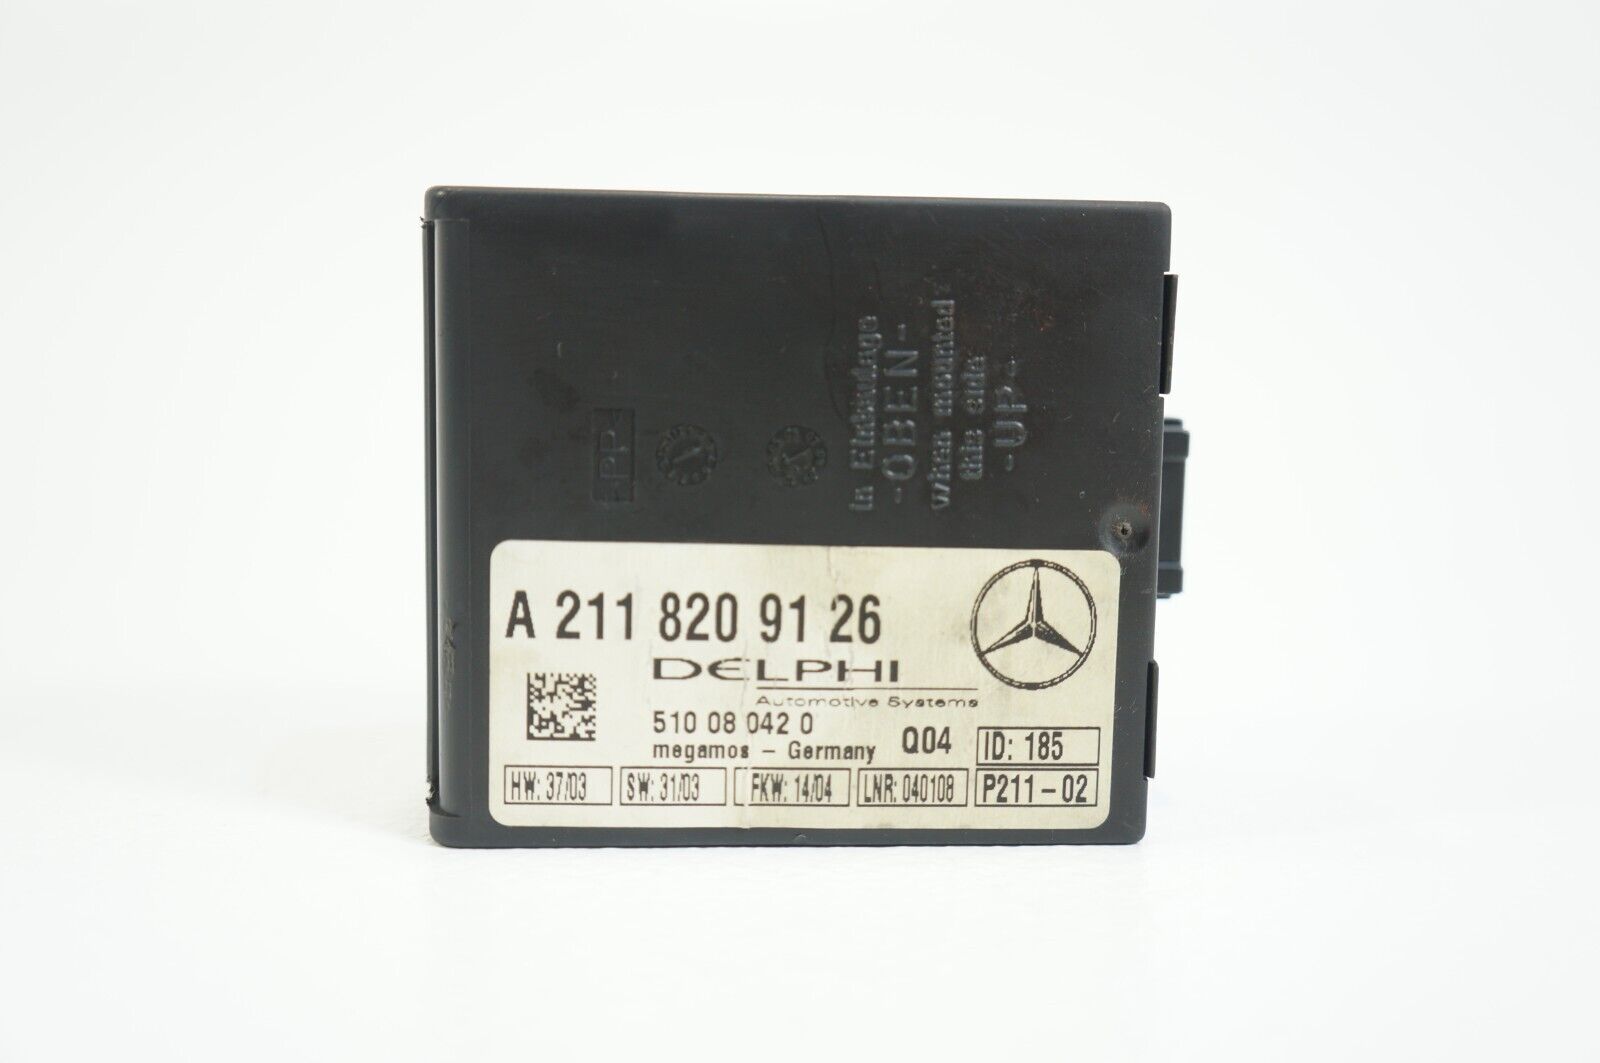 in Einbaulage
-OBEN-
when mounted
this side
-UP-
>PP<
A 211 820 91 26
DELPHI
Automotive Systems
510 08 042 0
megamos - Germany
Q04
ID: 185
HW: 37/03
SW: 31/03
FKW: 14/04
LNR: 040108
P211-02